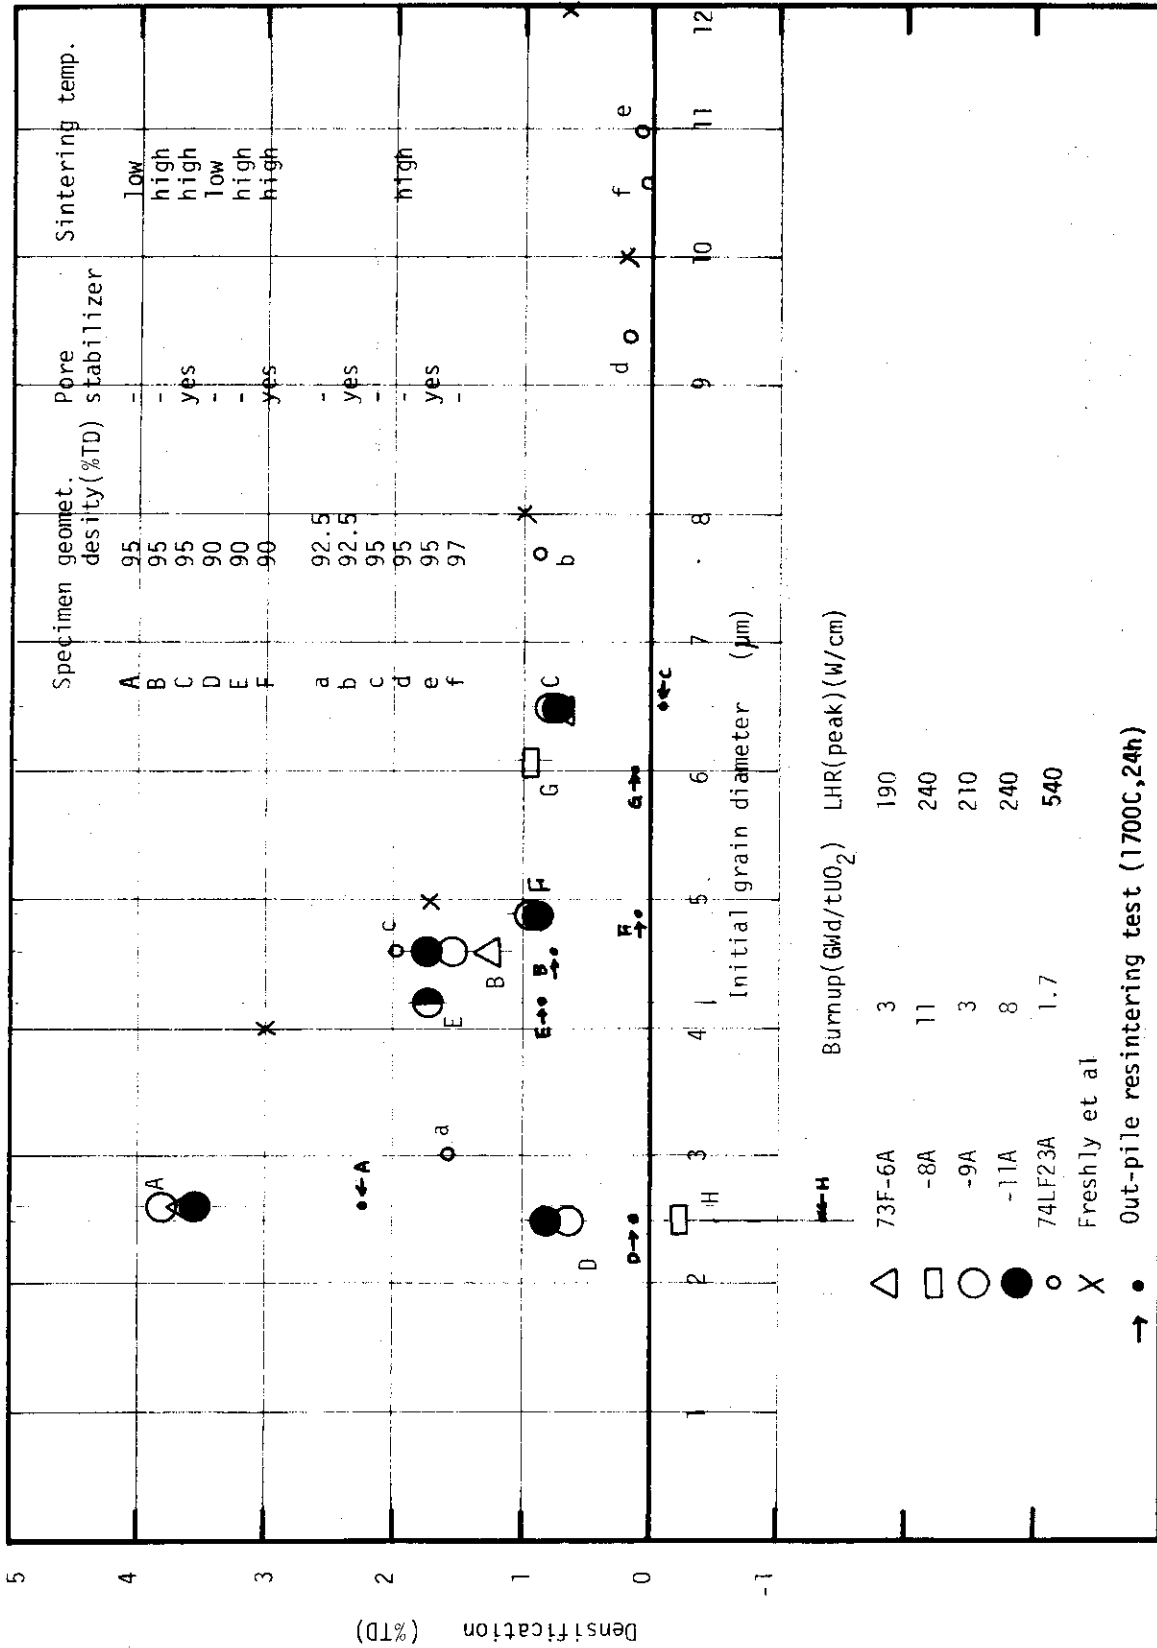 Specimen geomet. Pore Sintering temp.
desity(%TD) stabilizer
A 95 - low
B 95 - high
C 95 yes high
D 90 - low
E 90 - high
F 90 yes high
a 92.5 -
b 92.5 yes
c 95 -
d 95 - high
e 95 yes
f 97 -
Densification (%TD)
5
4
3
2
1
0
-1
A
A
a
D
D
H
H
E
E
c
B
B
F
F
G
G
C
C
b
d
f
e
1 2 3 4 5 6 7 8 9 10 11 12
Initial grain diameter (μm)
Burnup(GWd/tUO2) LHR(peak)(W/cm)
△ 73F-6A 3 190
□ -8A 11 240
○ -9A 3 210
● -11A 8 240
o 74LF23A 1.7 540
X Freshly et al
→ • Out-pile resintering test (1700C,24h)